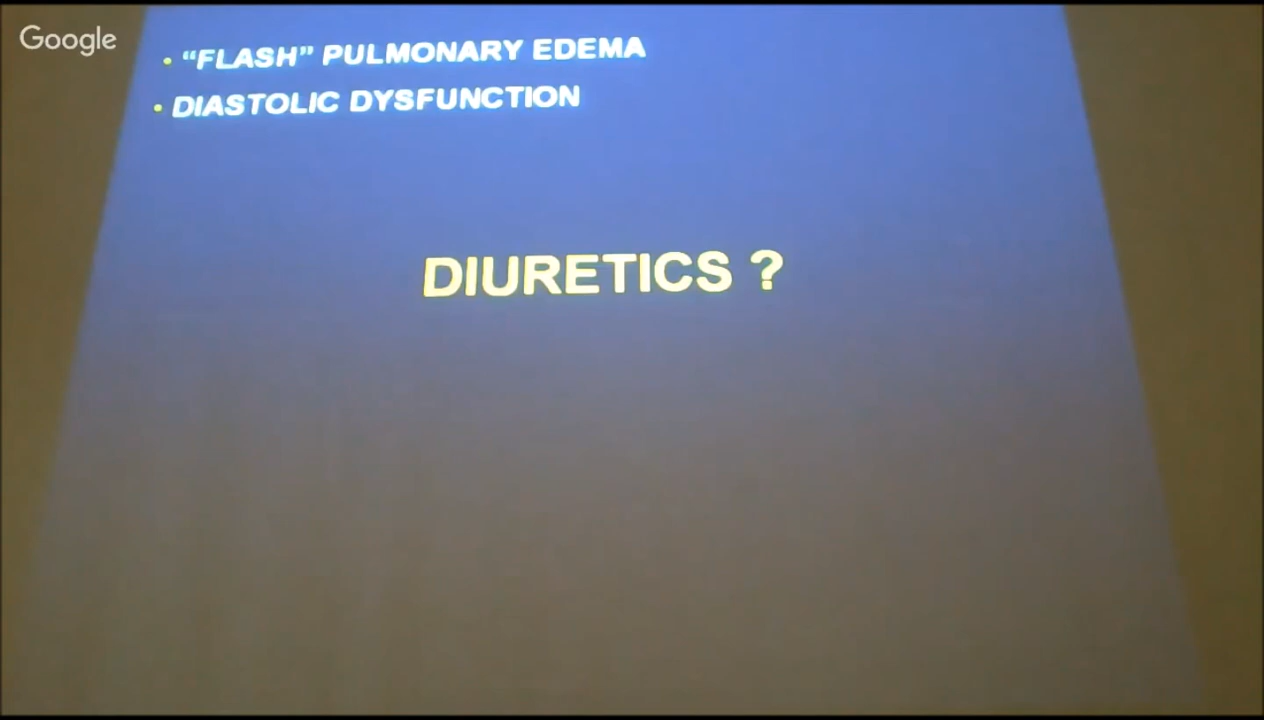 Google
• “FLASH” PULMONARY EDEMA
• DIASTOLIC DYSFUNCTION
DIURETICS ?